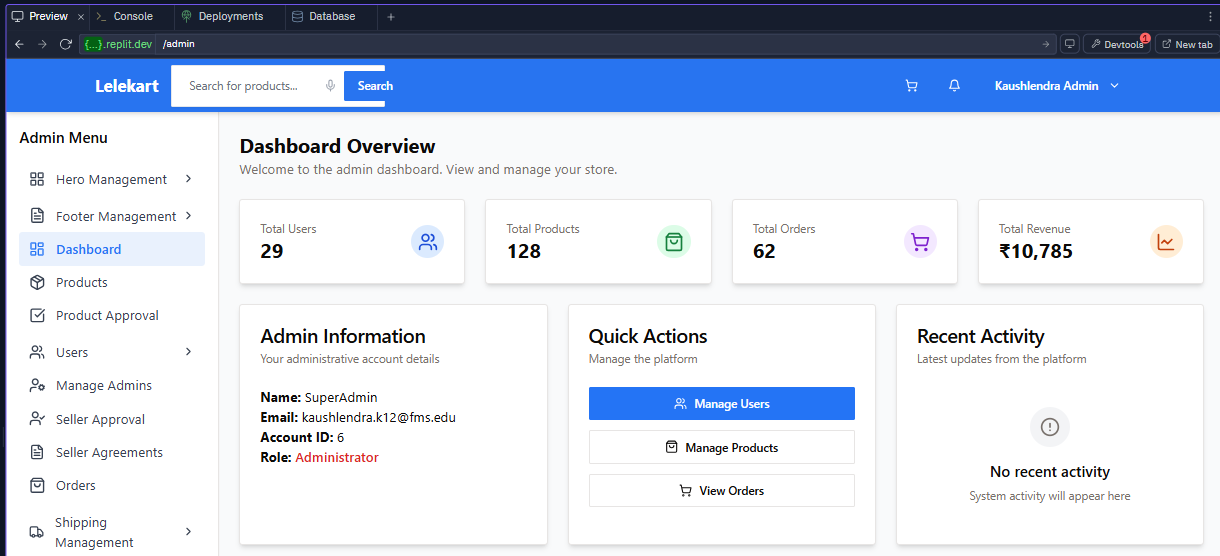 Preview
Console
Deployments
Database
{...}.replit.dev /admin
Devtools 1
New tab
Lelekart
Search for products...
Search
Kaushlendra Admin
Admin Menu
Hero Management
Footer Management
Dashboard
Products
Product Approval
Users
Manage Admins
Seller Approval
Seller Agreements
Orders
Shipping
Management
Dashboard Overview
Welcome to the admin dashboard. View and manage your store.
Total Users
29
Total Products
128
Total Orders
62
Total Revenue
₹10,785
Admin Information
Your administrative account details
Name: SuperAdmin
Email: kaushlendra.k12@fms.edu
Account ID: 6
Role: Administrator
Quick Actions
Manage the platform
Manage Users
Manage Products
View Orders
Recent Activity
Latest updates from the platform
No recent activity
System activity will appear here